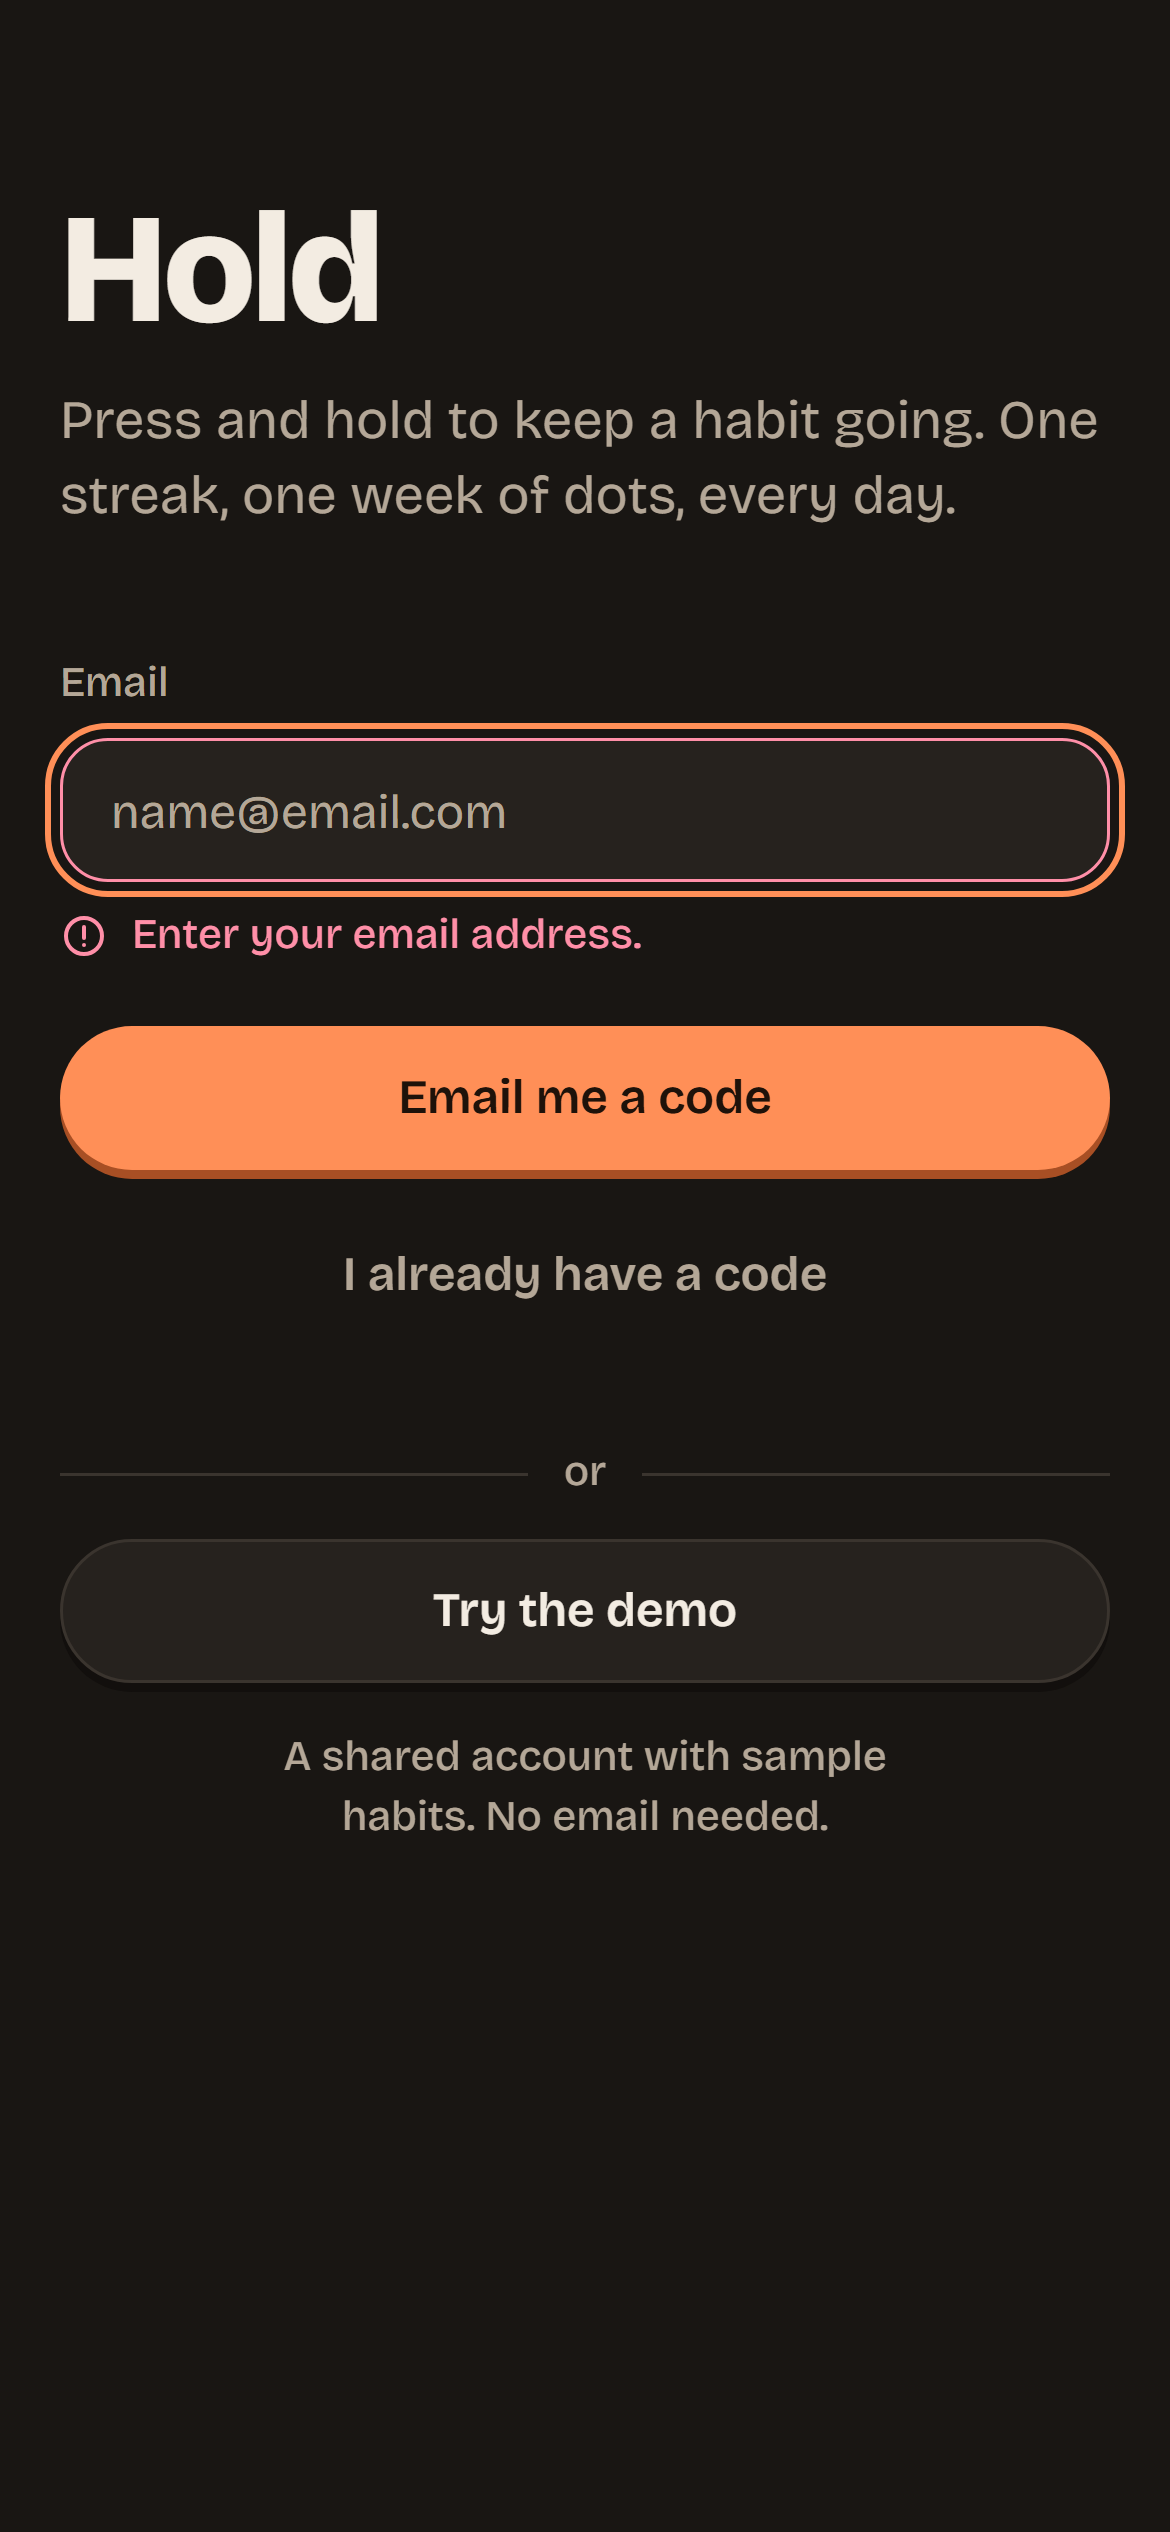 Hold
Press and hold to keep a habit going. One
streak, one week of dots, every day.
Email
name@email.com
Enter your email address.
Email me a code
I already have a code
or
Try the demo
A shared account with sample
habits. No email needed.